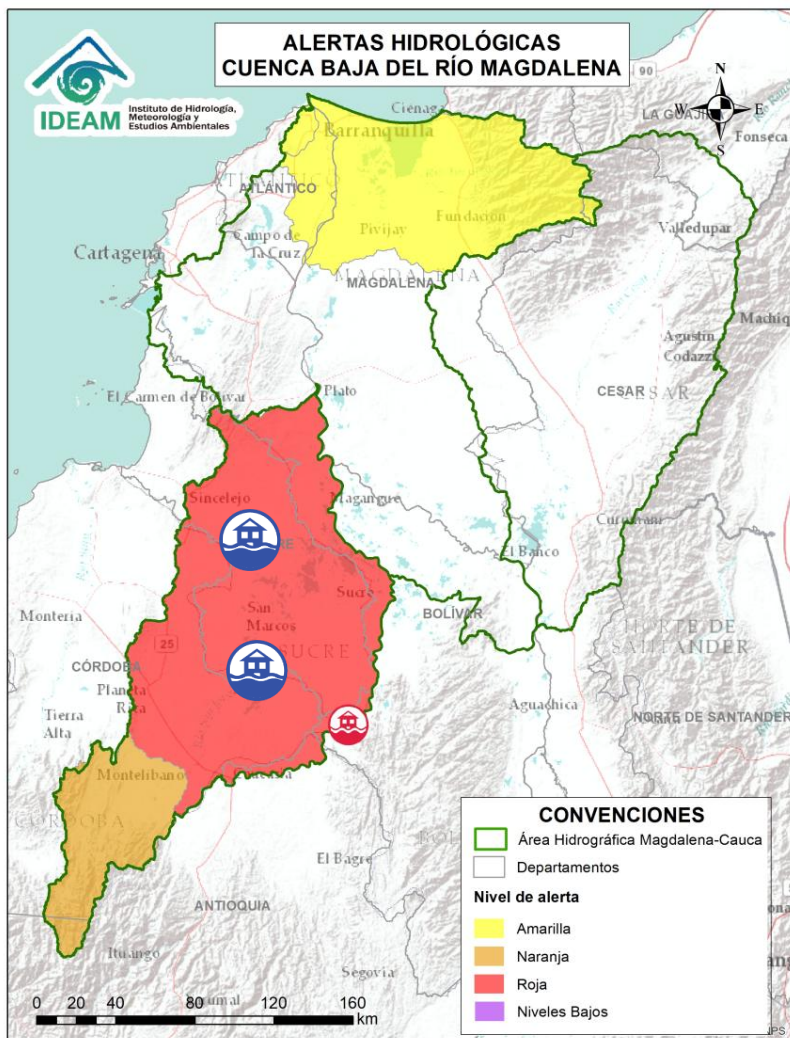 ALERTAS HIDROLÓGICAS
CUENCA BAJA DEL RÍO MAGDALENA
IDEAM
Instituto de Hidrología,
Meteorología y
Estudios Ambientales
N
W
E
S
90
LA GUAJIRA
Fonseca
Ciénaga
Barranquilla
ATLÁNTICO
Valledupar
Campo de
la Cruz
Pivijay
Fundación
Cartagena
MAGDALENA
MAGDALENA
Agustín
Codazzi
CESAR
El Carmen de Bolívar
Plato
Sincelejo
Magangue
Curumaní
El Banco
Sucre
San
Marcos
SUCRE
BOLÍVAR
Montería
25
CÓRDOBA
Planeta
Rica
NORTE DE
SANTANDER
Tierra
Alta
Aguachica
NORTE DE SANTANDER
Montelíbano
Caucasia
CÓRDOBA
El Bagre
ANTIOQUIA
Ituango
Segovia
CONVENCIONES
Área Hidrográfica Magdalena-Cauca
Departamentos
Nivel de alerta
Amarilla
Naranja
Roja
Niveles Bajos
0 20 40 80 120 160
km